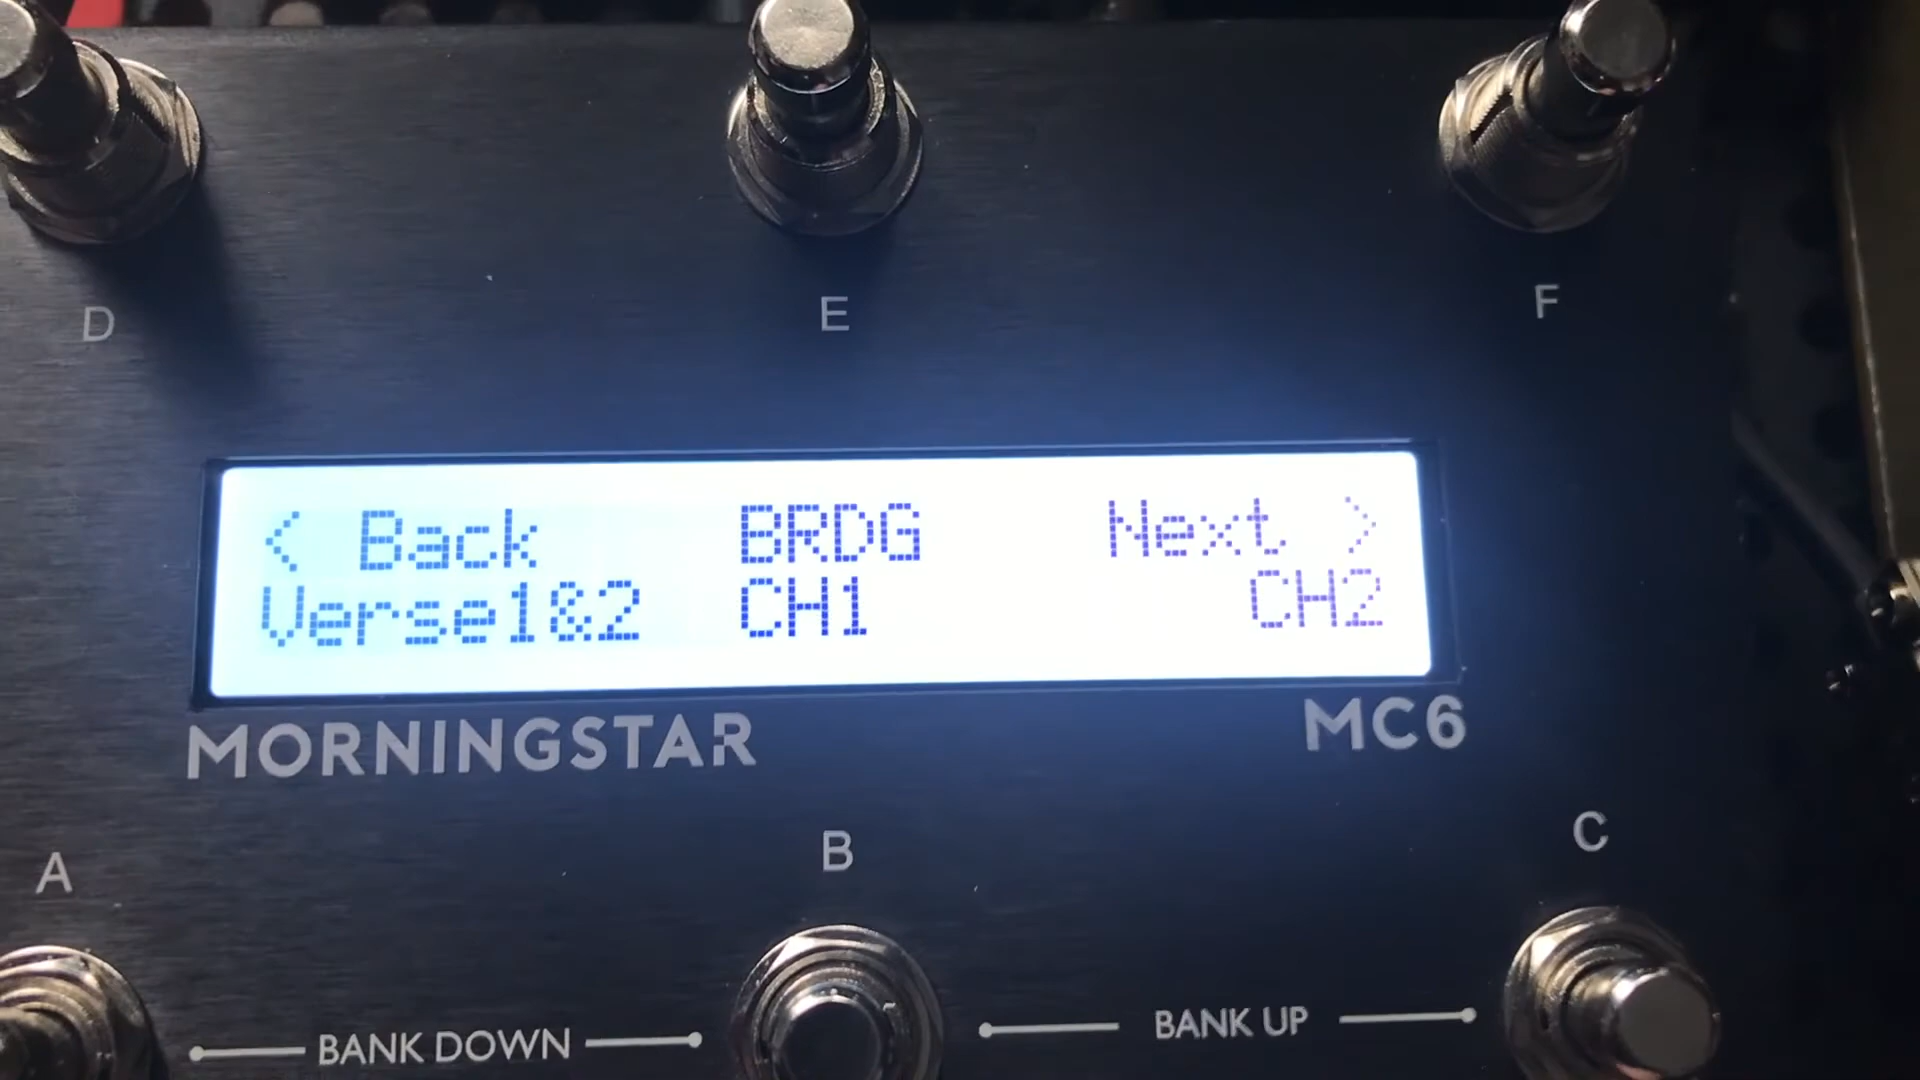 D E F
< Back BRDG Next >
Verse1&2 CH1 CH2
MORNINGSTAR MC6
A B C
BANK DOWN BANK UP